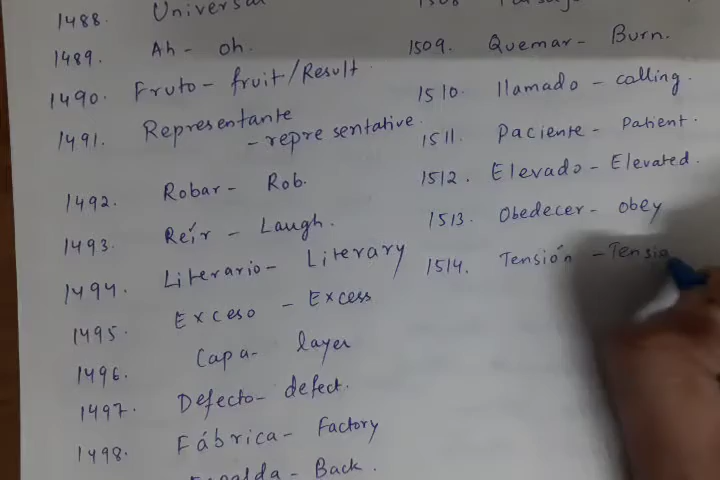 1488. Universal
1489. Ah - oh.
1490. Fruto - fruit/Result.
1491. Representante
- representative.
1492. Robar - Rob.
1493. Reír - Laugh.
1494. Literario - Literary
1495. Exceso - Excess
1496. Capa - layer
1497. Defecto - defect.
1498. Fábrica - Factory
Back.
1509. Quemar - Burn.
1510. llamado - calling.
1511. Paciente - Patient.
1512. Elevado - Elevated.
1513. Obedecer - obey
1514. Tensión - Tensio